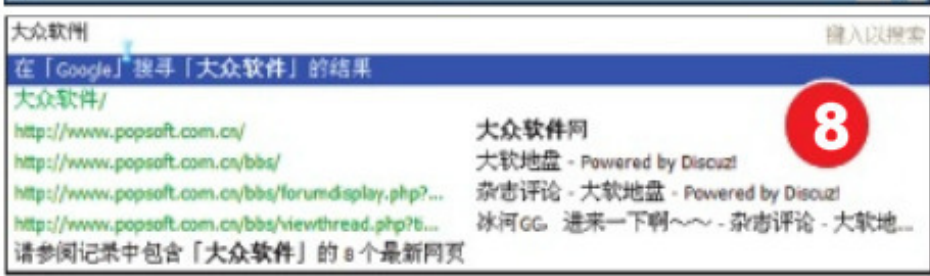 大众软件 键入以搜索
在「Google」搜寻「大众软件」的结果
大众软件/
http://www.popsoft.com.cn/ 大众软件网
http://www.popsoft.com.cn/bbs/ 大软地盘 - Powered by Discuz!
http://www.popsoft.com.cn/bbs/forumdisplay.php?... 杂志评论 - 大软地盘 - Powered by Discuz!
http://www.popsoft.com.cn/bbs/viewthread.php?ti... 冰河GG，进来一下啊～～ - 杂志评论 - 大软地...
请参阅记录中包含「大众软件」的 8 个最新网页
8